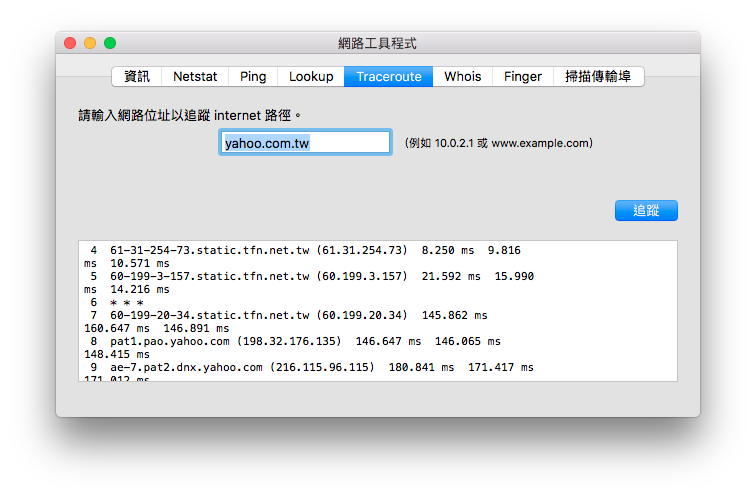 網路工具程式
資訊 Netstat Ping Lookup Traceroute Whois Finger 掃描傳輸埠
請輸入網路位址以追蹤 internet 路徑。
yahoo.com.tw (例如 10.0.2.1 或 www.example.com)
追蹤
4 61-31-254-73.static.tfn.net.tw (61.31.254.73) 8.250 ms 9.816
ms 10.571 ms
5 60-199-3-157.static.tfn.net.tw (60.199.3.157) 21.592 ms 15.990
ms 14.216 ms
6 * * *
7 60-199-20-34.static.tfn.net.tw (60.199.20.34) 145.862 ms
160.647 ms 146.891 ms
8 pat1.pao.yahoo.com (198.32.176.135) 146.647 ms 146.065 ms
148.415 ms
9 ae-7.pat2.dnx.yahoo.com (216.115.96.115) 180.841 ms 171.417 ms
171.012 ms